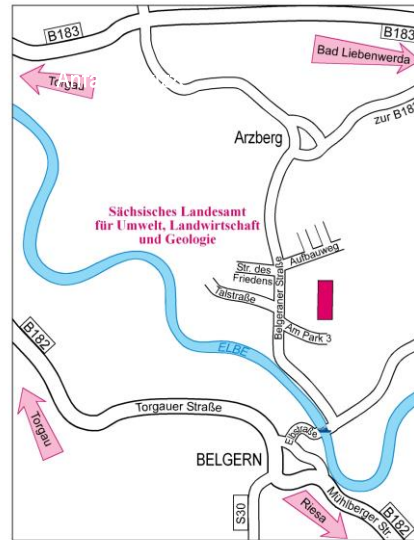 B183
B183
Bad Liebenwerda
Torgau
zur B183
Arzberg
Sächsisches Landesamt
für Umwelt, Landwirtschaft
und Geologie
Aufbauweg
Str. des
Friedens
Talstraße
Belgeraner Straße
Am Park 3
B182
ELBE
Torgau
Torgauer Straße
Elbstraße
BELGERN
Mühlberger Str.
B182
S30
Riesa